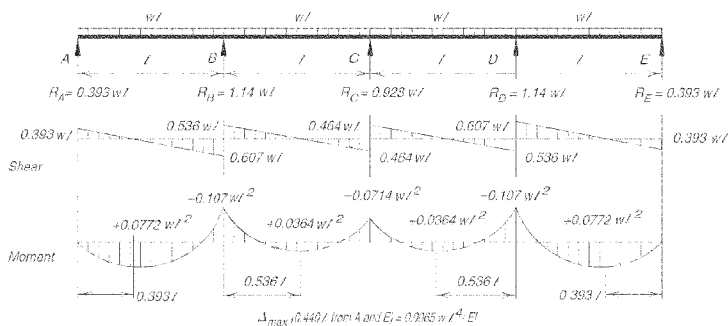 wl wl wl wl
A B C D E
l l l l
R_A = 0.393 wl R_B = 1.14 wl R_C = 0.928 wl R_D = 1.14 wl R_E = 0.393 wl
0.393 wl 0.536 wl 0.464 wl 0.607 wl 0.393 wl
Shear 0.607 wl 0.464 wl 0.536 wl
−0.107 wl² −0.0714 wl² −0.107 wl²
+0.0772 wl² +0.0364 wl² +0.0364 wl² +0.0772 wl²
Moment
0.393 l 0.536 l 0.536 l 0.393 l
Δmax (0.440 l from A and E) = 0.0065 wl⁴/EI